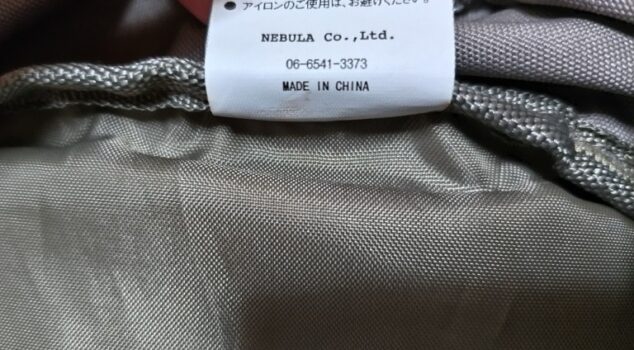 ● アイロンのご使用は、お避けください。
NEBULA Co.,Ltd.
06-6541-3373
MADE IN CHINA